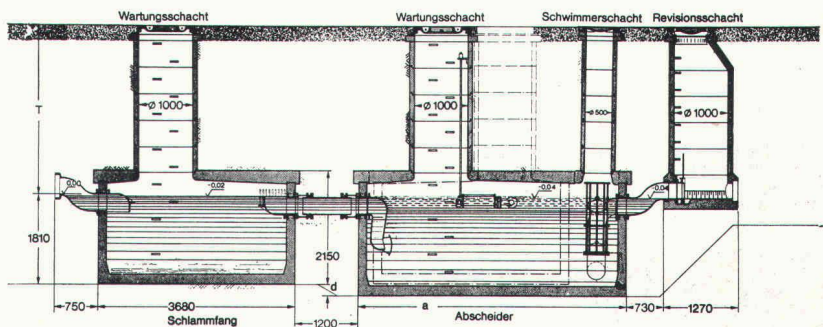 Wartungsschacht Wartungsschacht Schwimmerschacht Revisionsschacht
T
ø 1000 ø 1000 ø 500 ø 1000
0,00 -0,02 -0,04 -0,04
1810 2150
d
750 3680 a 730 1270
Schlammfang 1200 Abscheider